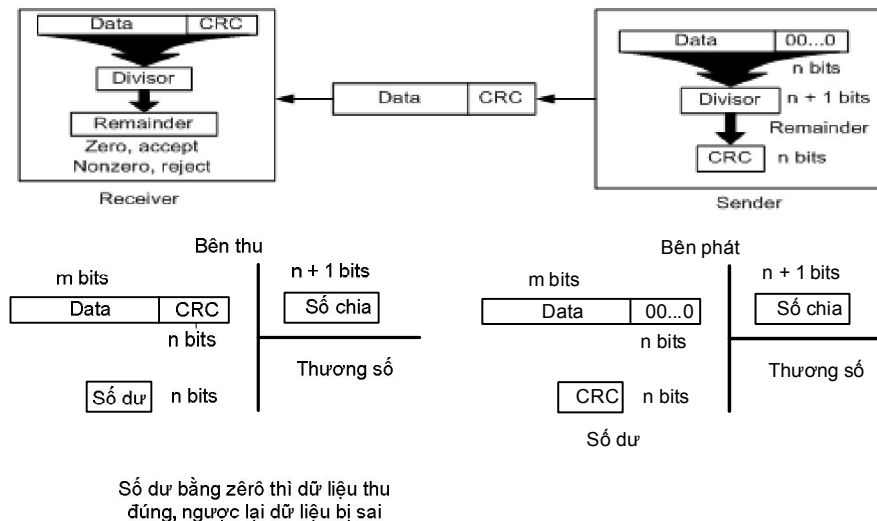 Data CRC
Divisor
Remainder
Zero, accept
Nonzero, reject
Receiver
Data CRC
Data 00...0
n bits
Divisor n + 1 bits
Remainder
CRC n bits
Sender
Bên thu
m bits n + 1 bits
Data CRC Số chia
n bits
Thương số
Số dư n bits
Số dư bằng zêrô thì dữ liệu thu
đúng, ngược lại dữ liệu bị sai
Bên phát
m bits n + 1 bits
Data 00...0 Số chia
n bits
Thương số
CRC n bits
Số dư